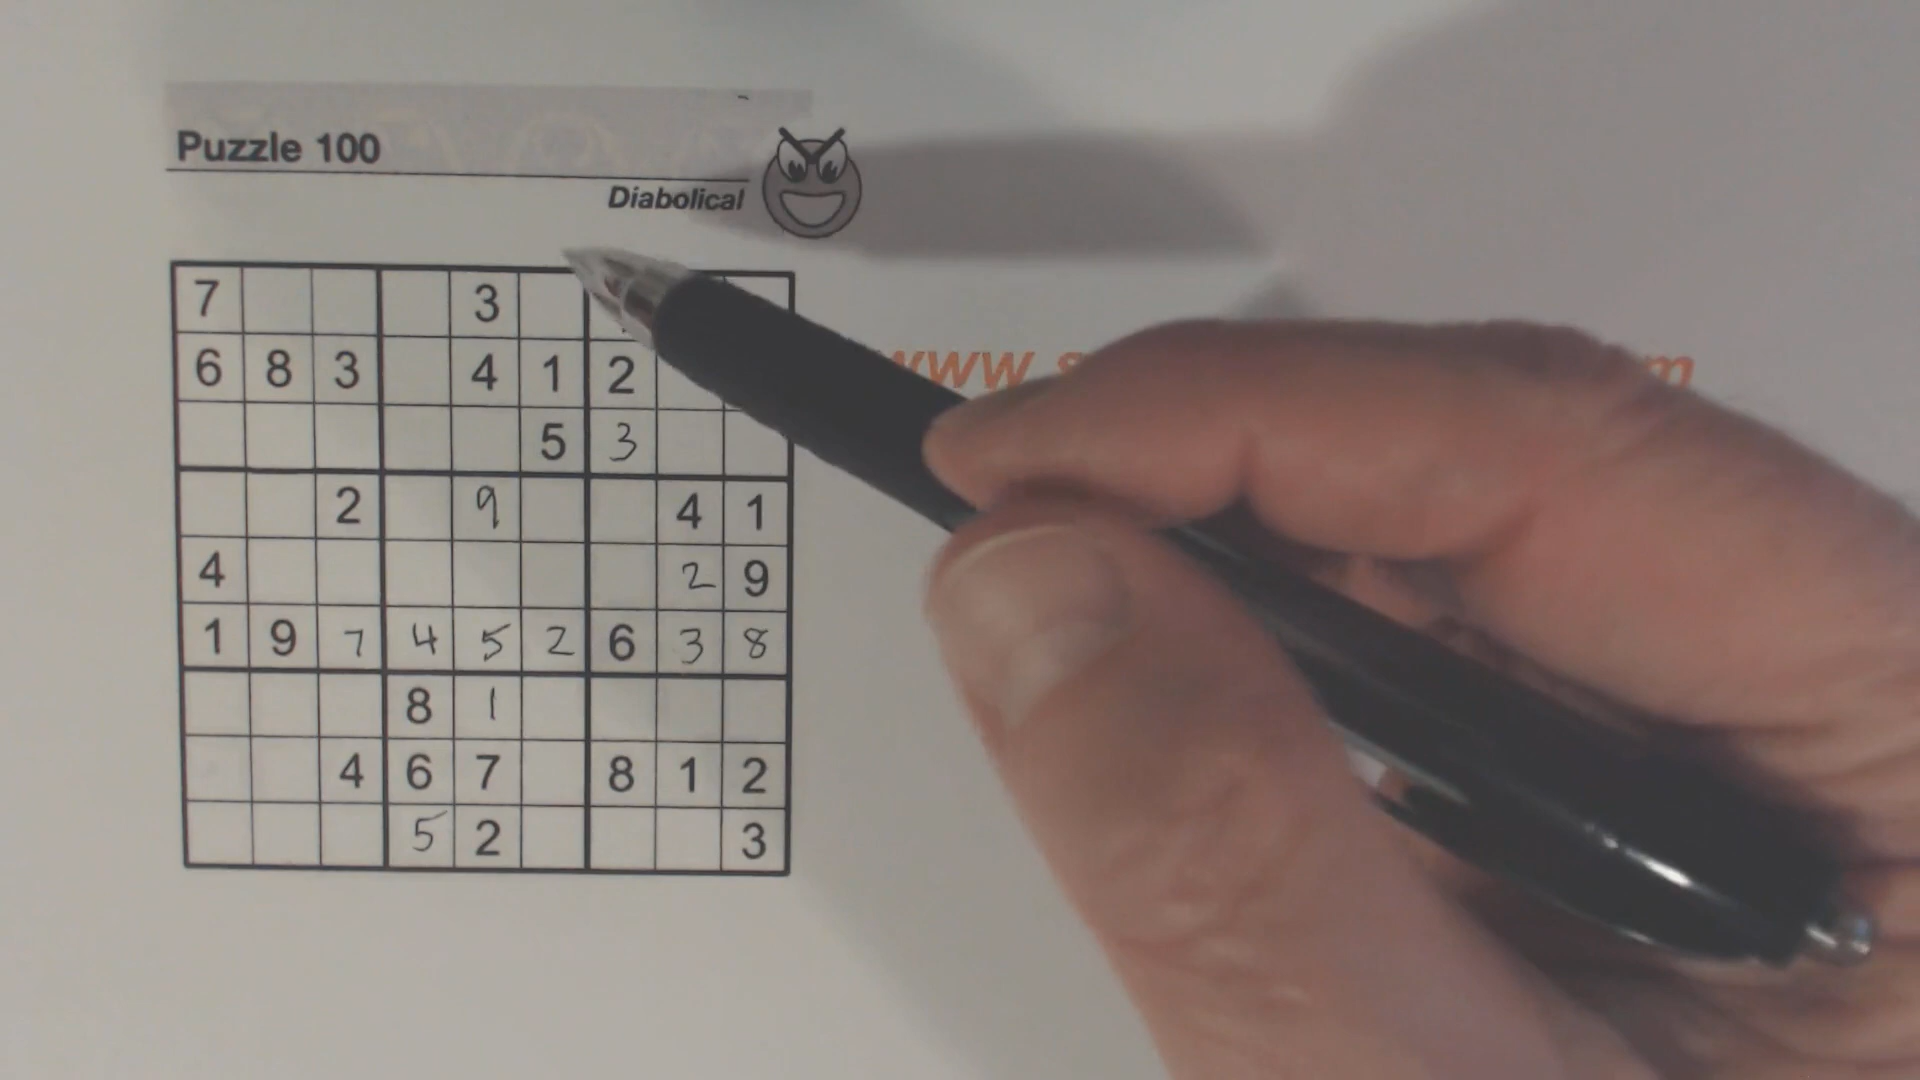 Puzzle 100
Diabolical
7 3
6 8 3 4 1 2
5 3
2 9 4 1
4 2 9
1 9 7 4 5 2 6 3 8
8 1
4 6 7 8 1 2
5 2 3
www